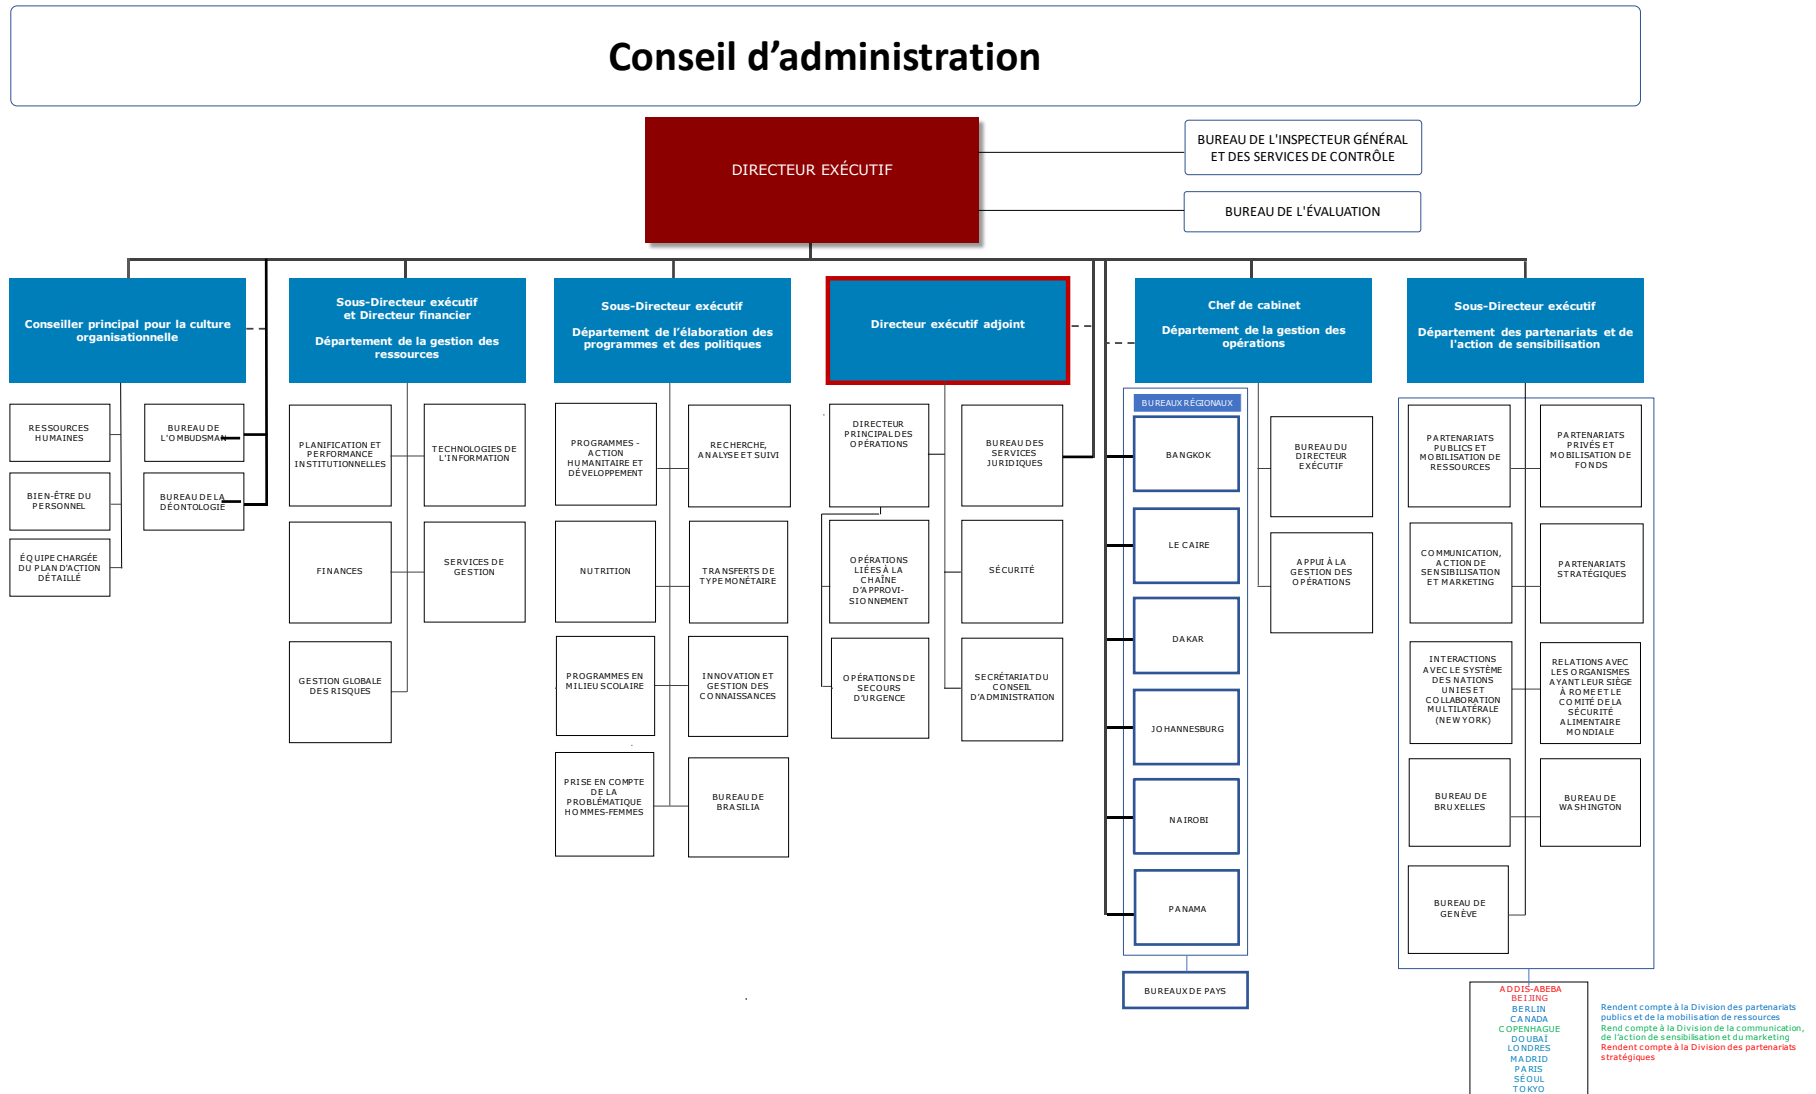 Conseil d’administration
DIRECTEUR EXÉCUTIF
BUREAU DE L'INSPECTEUR GÉNÉRAL
ET DES SERVICES DE CONTRÔLE
BUREAU DE L'ÉVALUATION
Conseiller principal pour la culture
organisationnelle
Sous-Directeur exécutif
et Directeur financier
Département de la gestion des
ressources
Sous-Directeur exécutif
Département de l’élaboration des
programmes et des politiques
Directeur exécutif adjoint
Chef de cabinet
Département de la gestion des
opérations
Sous-Directeur exécutif
Département des partenariats et de
l'action de sensibilisation
RESSOURCES
HUMAINES
BUREAU DE
L'OMBUDSMAN
BIEN-ÊTRE DU
PERSONNEL
BUREAU DE LA
DÉONTOLOGIE
ÉQUIPE CHARGÉE
DU PLAN D'ACTION
DÉTAILLÉ
PLANIFICATION ET
PERFORMANCE
INSTITUTIONNELLES
TECHNOLOGIES DE
L'INFORMATION
FINANCES
SERVICES DE
GESTION
GESTION GLOBALE
DES RISQUES
PROGRAMMES -
ACTION
HUMANITAIRE ET
DÉVELOPPEMENT
RECHERCHE,
ANALYSE ET SUIVI
NUTRITION
TRANSFERTS DE
TYPE MONÉTAIRE
PROGRAMMES EN
MILIEU SCOLAIRE
INNOVATION ET
GESTION DES
CONNAISSANCES
PRISE EN COMPTE
DE LA
PROBLÉMATIQUE
HOMMES-FEMMES
BUREAU DE
BRASILIA
DIRECTEUR
PRINCIPAL DES
OPÉRATIONS
BUREAU DES
SERVICES
JURIDIQUES
OPÉRATIONS
LIÉES À LA
CHAÎNE
D’APPROVI-
SIONNEMENT
SÉCURITÉ
OPÉRATIONS DE
SECOURS
D'URGENCE
SECRÉTARIAT DU
CONSEIL
D’ADMINISTRATION
BUREAUX RÉGIONAUX
BANGKOK
LE CAIRE
DAKAR
JOHANNESBURG
NAIROBI
PANAMA
BUREAUX DE PAYS
BUREAU DU
DIRECTEUR
EXÉCUTIF
APPUI À LA
GESTION DES
OPÉRATIONS
PARTENARIATS
PUBLICS ET
MOBILISATION DE
RESSOURCES
PARTENARIATS
PRIVÉS ET
MOBILISATION DE
FONDS
COMMUNICATION,
ACTION DE
SENSIBILISATION
ET MARKETING
PARTENARIATS
STRATÉGIQUES
INTERACTIONS
AVEC LE SYSTÈME
DES NATIONS
UNIES ET
COLLABORATION
MULTILATÉRALE
(NEW YORK)
RELATIONS AVEC
LES ORGANISMES
AYANT LEUR SIÈGE
À ROME ET LE
COMITÉ DE LA
SÉCURITÉ
ALIMENTAIRE
MONDIALE
BUREAU DE
BRUXELLES
BUREAU DE
WASHINGTON
BUREAU DE
GENÈVE
ADDIS-ABEBA
BEIJING
BERLIN
CANADA
COPENHAGUE
DOUBAÏ
LONDRES
MADRID
PARIS
SÉOUL
TOKYO
Rendent compte à la Division des partenariats
publics et de la mobilisation de ressources
Rend compte à la Division de la communication,
de l’action de sensibilisation et du marketing
Rendent compte à la Division des partenariats
stratégiques